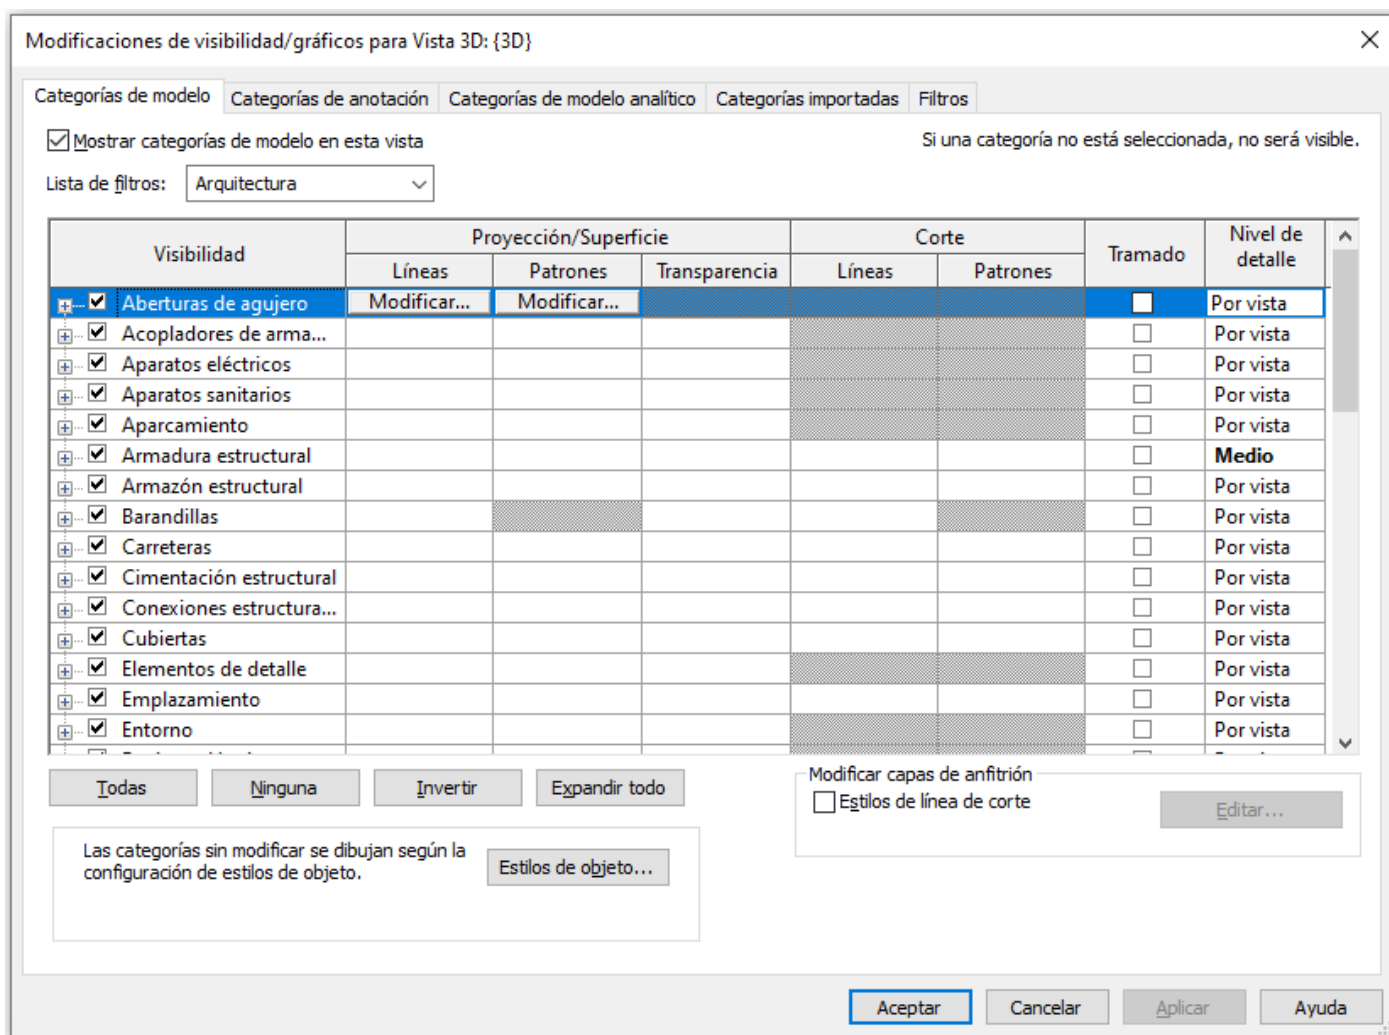 Modificaciones de visibilidad/gráficos para Vista 3D: {3D}
Categorías de modelo Categorías de anotación Categorías de modelo analítico Categorías importadas Filtros
Mostrar categorías de modelo en esta vista
Si una categoría no está seleccionada, no será visible.
Lista de filtros: Arquitectura
Visibilidad Proyección/Superficie Corte Tramado Nivel de detalle
Líneas Patrones Transparencia Líneas Patrones
Aberturas de agujero Modificar... Modificar... Por vista
Acopladores de arma... Por vista
Aparatos eléctricos Por vista
Aparatos sanitarios Por vista
Aparcamiento Por vista
Armadura estructural Medio
Armazón estructural Por vista
Barandillas Por vista
Carreteras Por vista
Cimentación estructural Por vista
Conexiones estructura... Por vista
Cubiertas Por vista
Elementos de detalle Por vista
Emplazamiento Por vista
Entorno Por vista
Todas Ninguna Invertir Expandir todo
Modificar capas de anfitrión
Estilos de línea de corte
Editar...
Las categorías sin modificar se dibujan según la
configuración de estilos de objeto.
Estilos de objeto...
Aceptar Cancelar Aplicar Ayuda